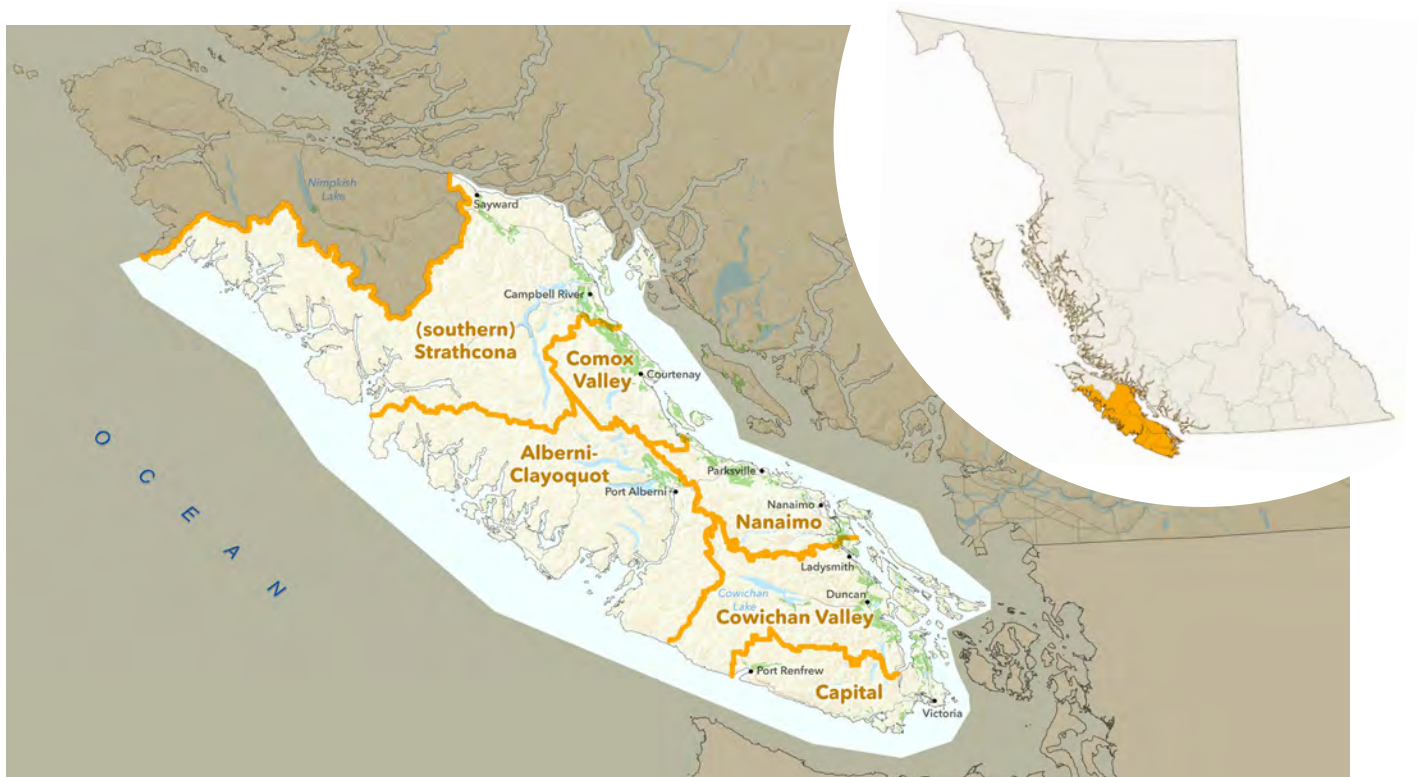 Nimpkish
Lake
Sayward
Campbell River
(southern)
Strathcona
Comox
Valley
Courtenay
Alberni-
Clayoquot
Port Alberni
Parksville
Nanaimo
Nanaimo
Ladysmith
Cowichan
Lake
Duncan
Cowichan Valley
Port Renfrew
Capital
Victoria
OCEAN